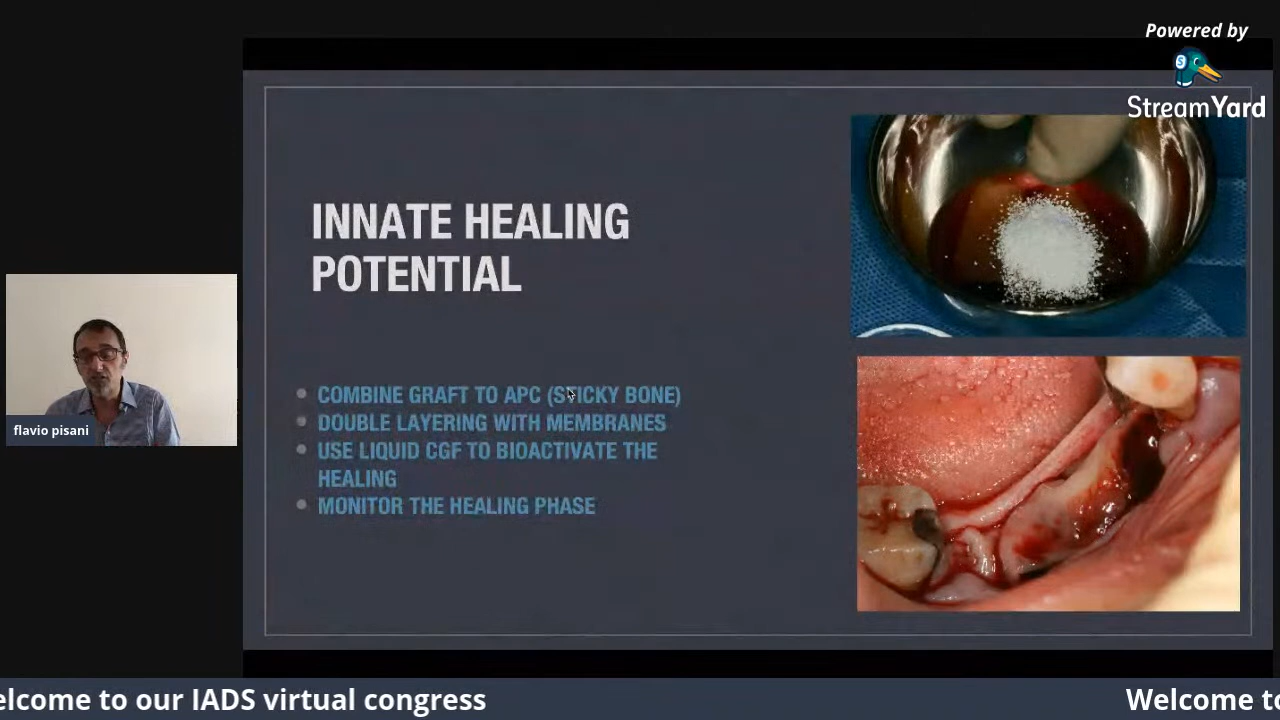 Powered by
StreamYard
INNATE HEALING
POTENTIAL
COMBINE GRAFT TO APC (STICKY BONE)
DOUBLE LAYERING WITH MEMBRANES
USE LIQUID CGF TO BIOACTIVATE THE
HEALING
MONITOR THE HEALING PHASE
flavio pisani
elcome to our IADS virtual congress
Welcome to